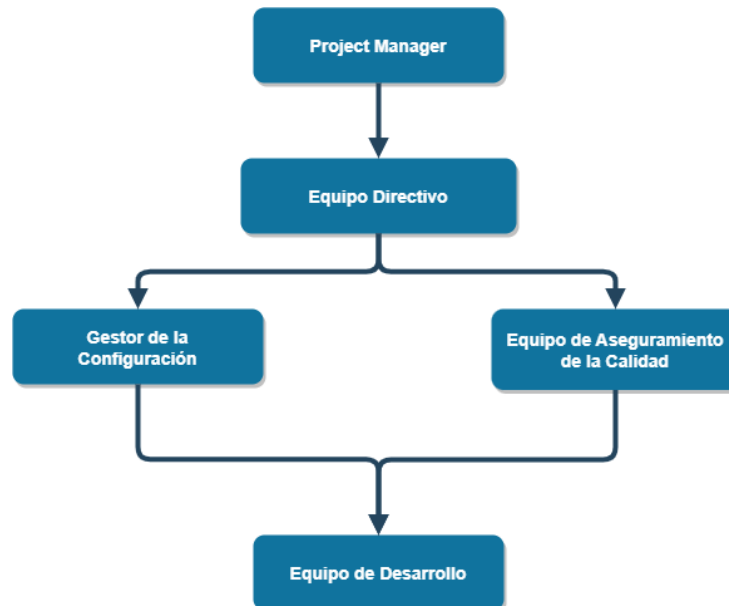 Project Manager
Equipo Directivo
Gestor de la
Configuración
Equipo de Aseguramiento
de la Calidad
Equipo de Desarrollo